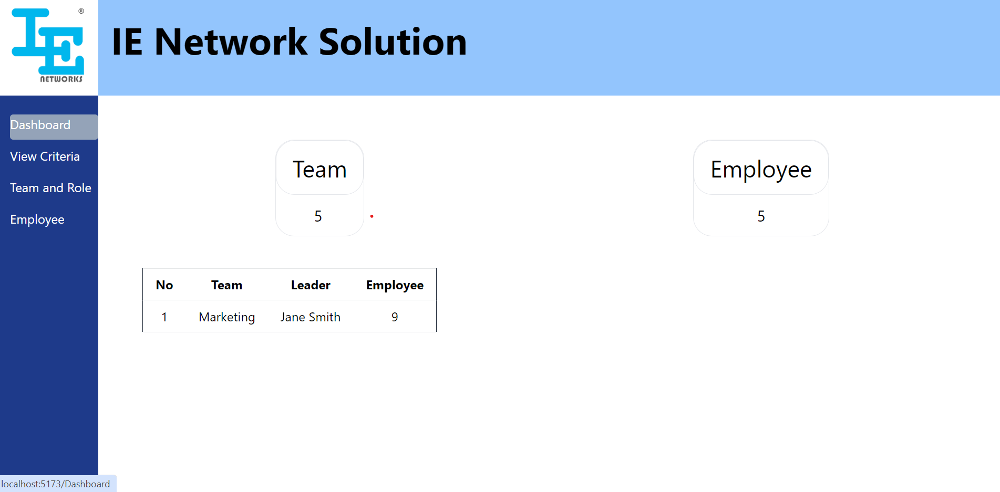 IE
®
NETWORKS
IE Network Solution
Dashboard
View Criteria
Team and Role
Employee
Team
5
Employee
5
No Team Leader Employee
1 Marketing Jane Smith 9
localhost:5173/Dashboard